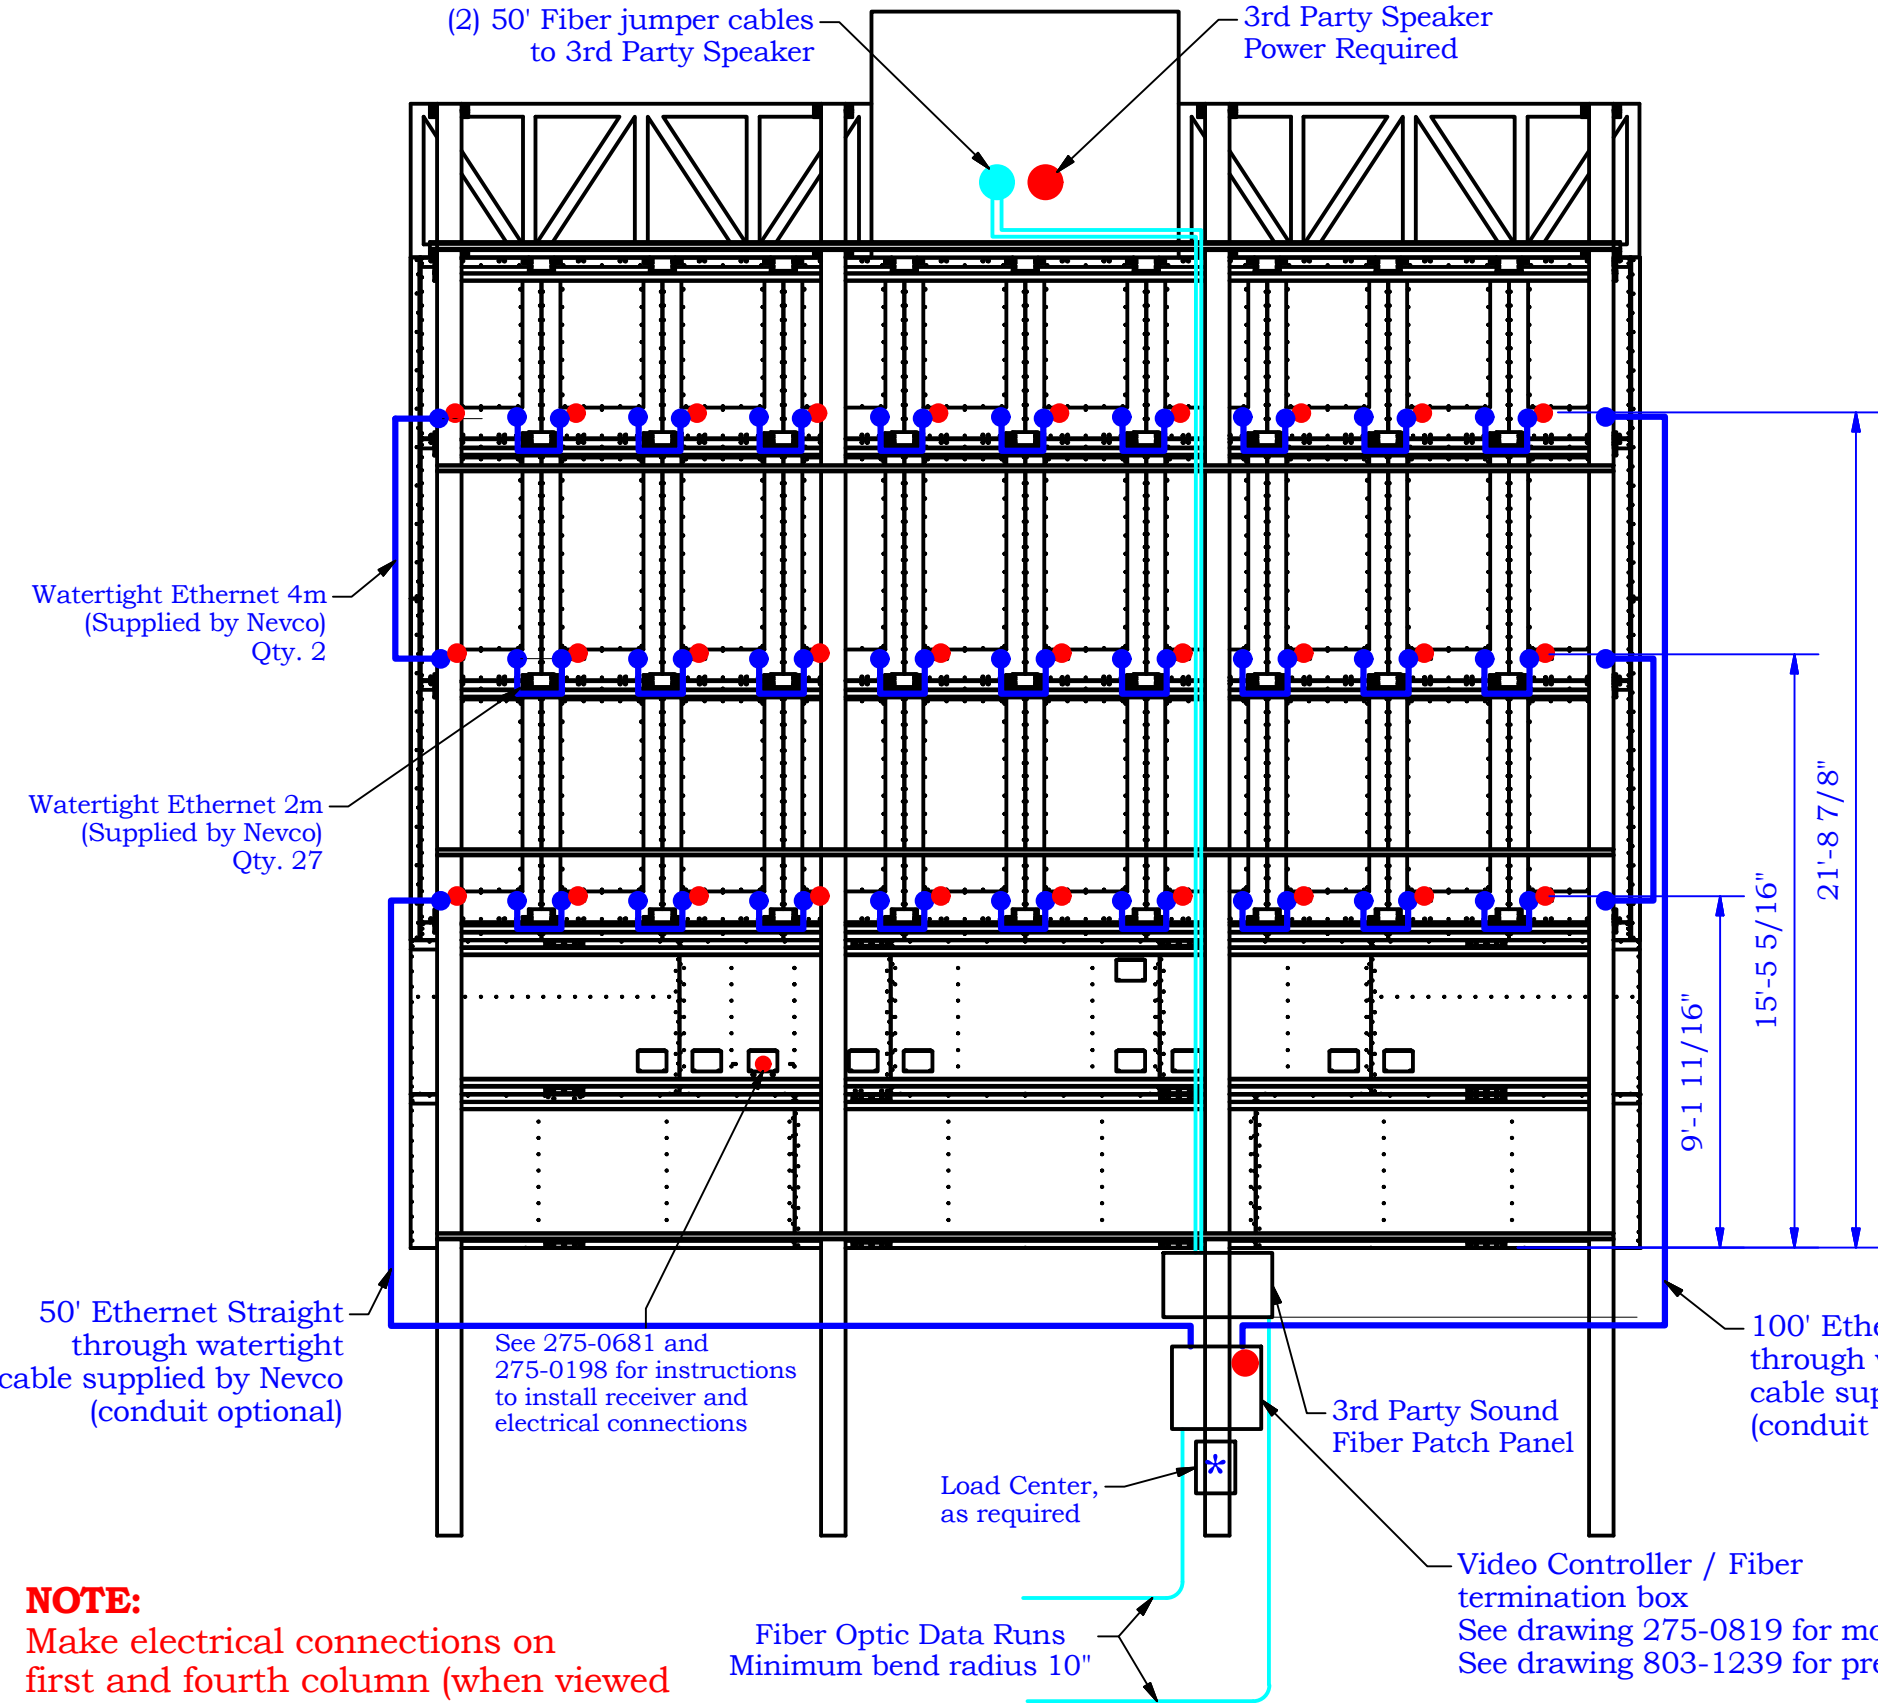 (2) 50' Fiber jumper cables
to 3rd Party Speaker
3rd Party Speaker
Power Required
Watertight Ethernet 4m
(Supplied by Nevco)
Qty. 2
Watertight Ethernet 2m
(Supplied by Nevco)
Qty. 27
21'-8 7/8"
15'-5 5/16"
9'-1 11/16"
50' Ethernet Straight
through watertight
cable supplied by Nevco
(conduit optional)
See 275-0681 and
275-0198 for instructions
to install receiver and
electrical connections
100'
through
cable
(conduit
3rd Party Sound
Fiber Patch Panel
Load Center,
as required
*
Video Controller / Fiber
termination box
See drawing 275-0819 for
See drawing 803-1239 for
Fiber Optic Data Runs
Minimum bend radius 10"
NOTE:
Make electrical connections on
first and fourth column (when viewed